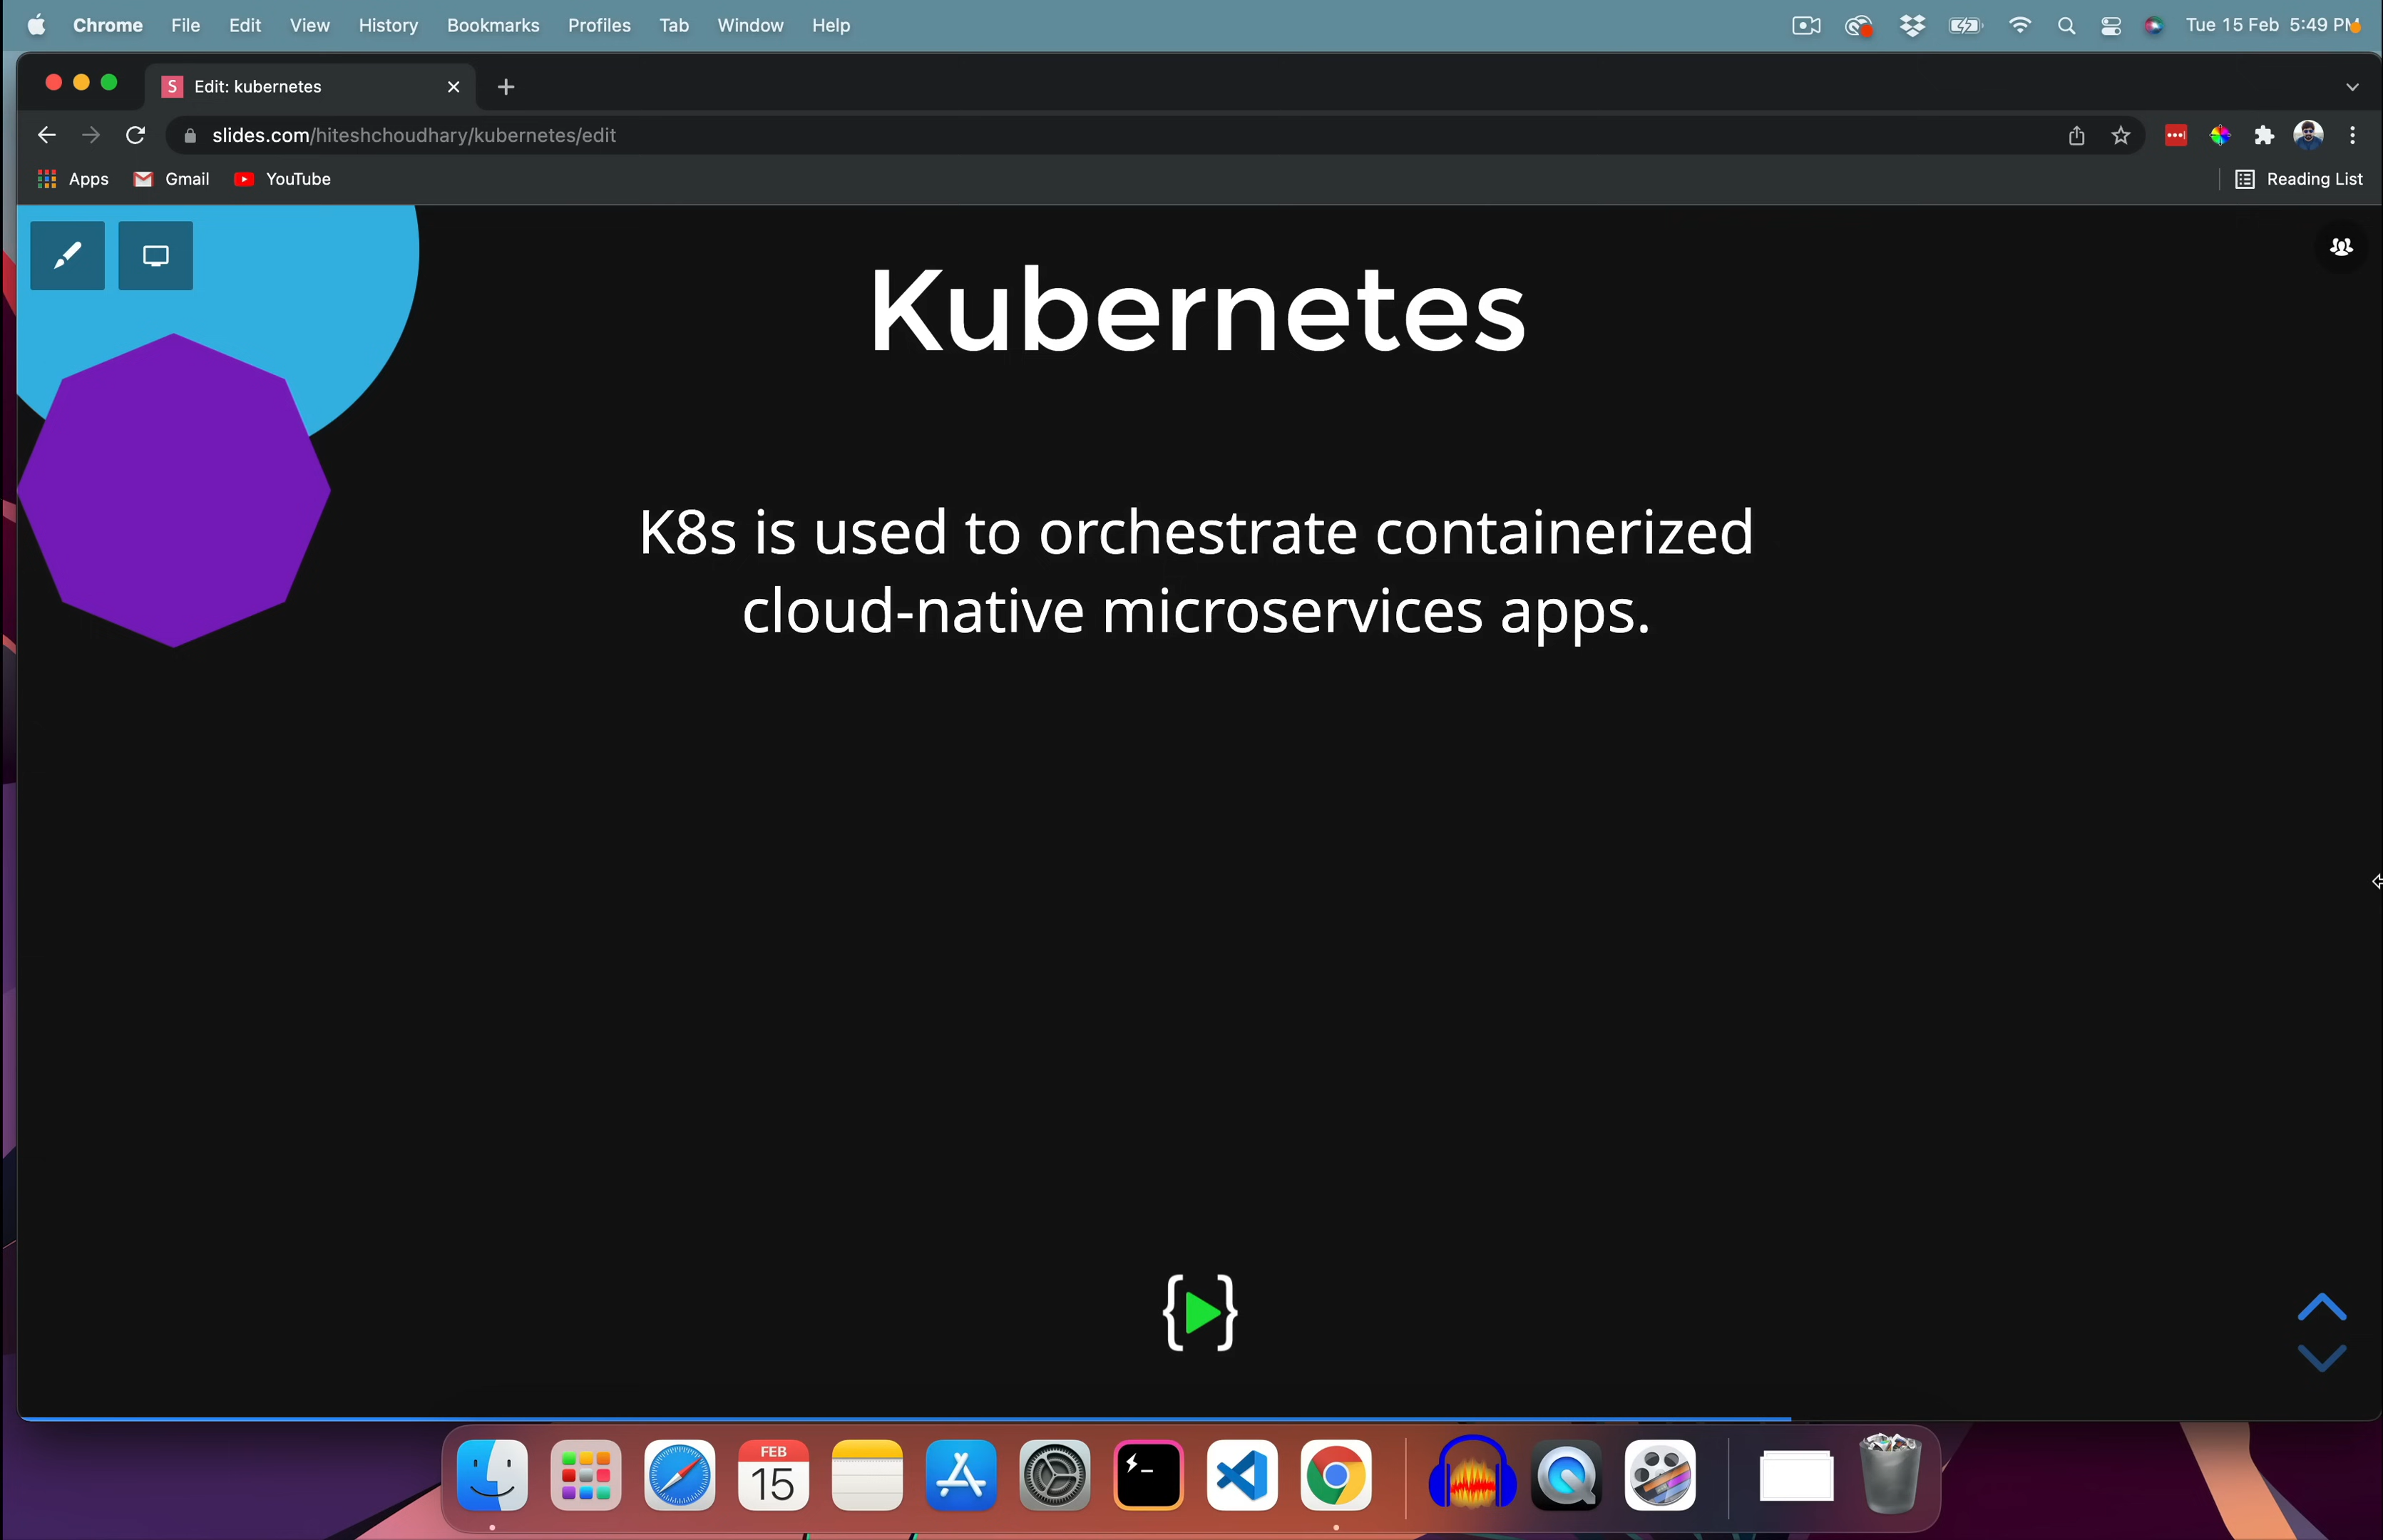 Chrome File Edit View History Bookmarks Profiles Tab Window Help Tue 15 Feb 5:49 PM
S Edit: kubernetes
slides.com/hiteshchoudhary/kubernetes/edit
Apps Gmail YouTube Reading List
Kubernetes
K8s is used to orchestrate containerized
cloud-native microservices apps.
FEB
15